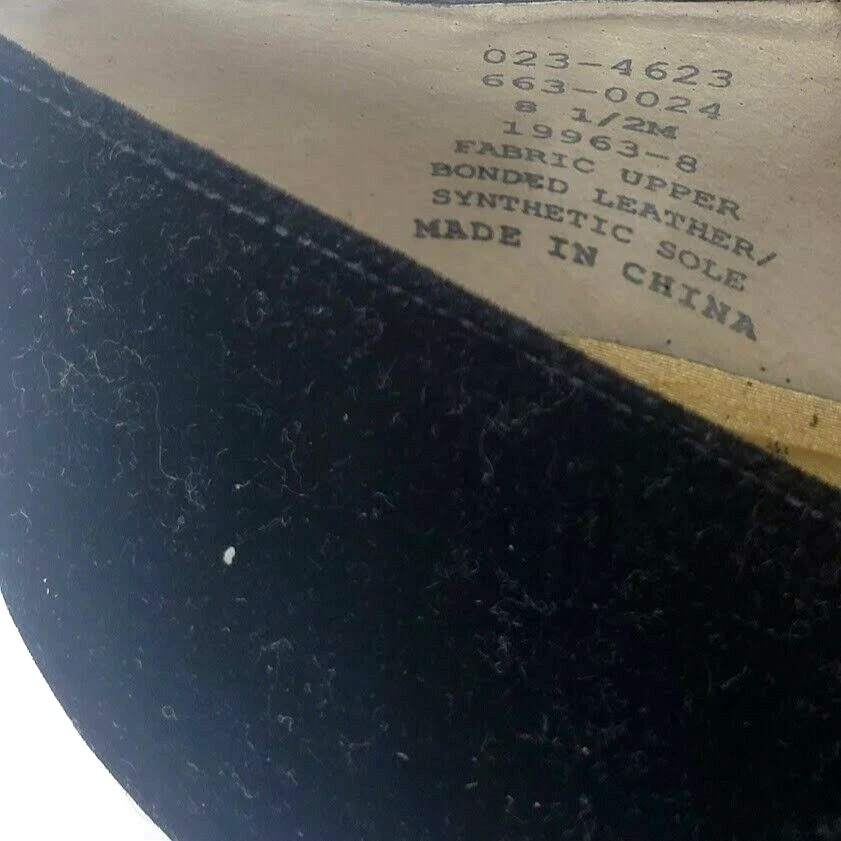 023-4623
663-0024
8 1/2M
19963-8
FABRIC UPPER
BONDED LEATHER/
SYNTHETIC SOLE
MADE IN CHINA